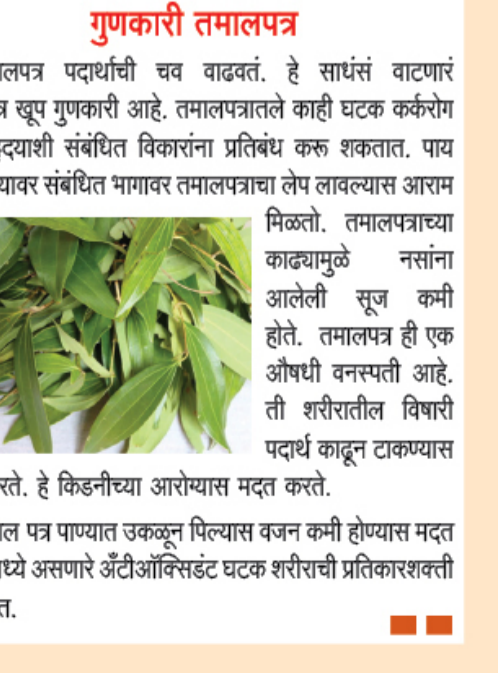 गुणकारी तमालपत्र
लपत्र पदार्थाची चव वाढवतं. हे साधंसं वाटणारं
खूप गुणकारी आहे. तमालपत्रातले काही घटक कर्करोग
दयाशी संबंधित विकारांना प्रतिबंध करू शकतात. पाय
यावर संबंधित भागावर तमालपत्राचा लेप लावल्यास आराम
मिळतो. तमालपत्राच्या
काढ्यामुळे नसांना
आलेली सूज कमी
होते. तमालपत्र ही एक
औषधी वनस्पती आहे.
ती शरीरातील विषारी
पदार्थ काढून टाकण्यास
रते. हे किडनीच्या आरोग्यास मदत करते.
ल पत्र पाण्यात उकळून पिल्यास वजन कमी होण्यास मदत
ध्ये असणारे अँटीऑक्सिडंट घटक शरीराची प्रतिकारशक्ती
त.